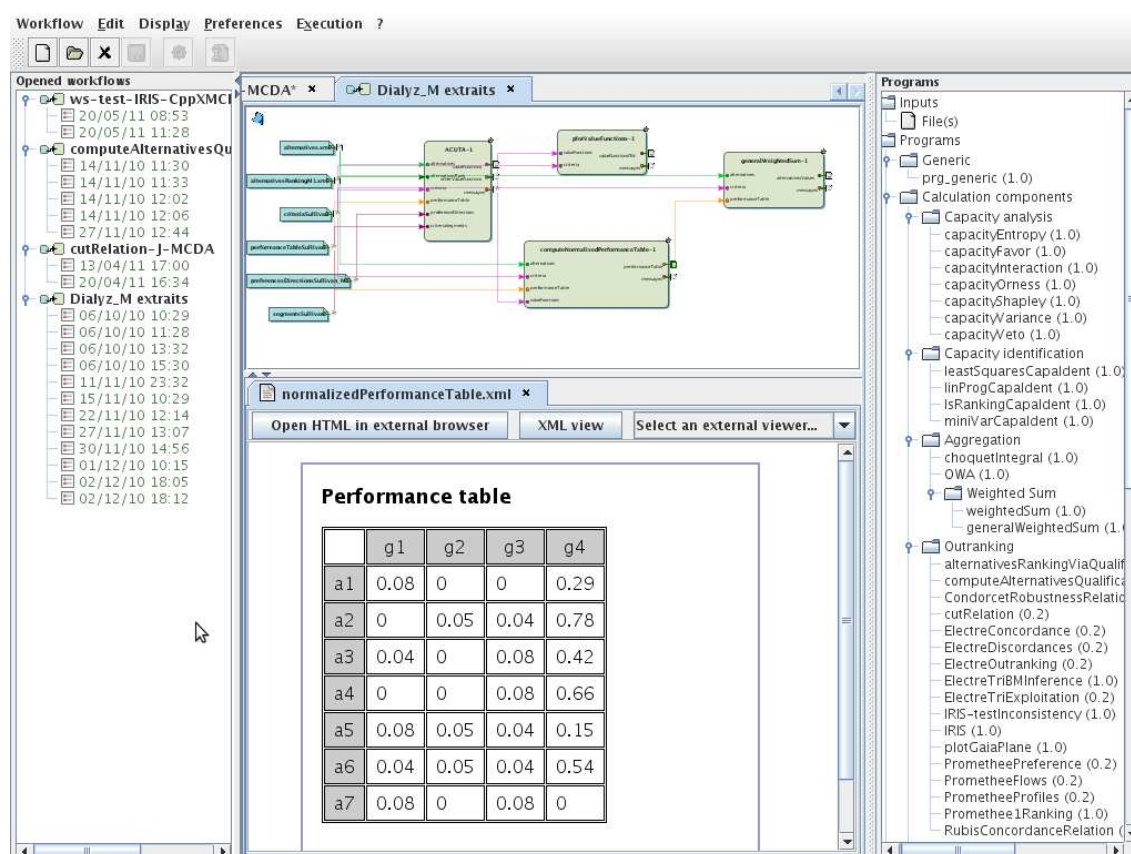 Workflow Edit Display Preferences Execution ?
Opened workflows
ws-test-IRIS-CppXMCI
20/05/11 08:53
20/05/11 11:28
computeAlternativesQu
14/11/10 11:30
14/11/10 11:33
14/11/10 12:02
14/11/10 12:06
27/11/10 12:44
cutRelation-J-MCDA
13/04/11 17:00
20/04/11 16:34
Dialyz_M extraits
06/10/10 10:29
06/10/10 11:28
06/10/10 13:32
06/10/10 15:30
11/11/10 23:32
15/11/10 10:29
22/11/10 12:14
27/11/10 13:07
30/11/10 14:56
01/12/10 10:15
02/12/10 18:05
02/12/10 18:12
-MCDA* Dialyz_M extraits
ACUTA-1
plotValueFunctions-1
generalWeightedSum-1
computeNormalisedPerformanceTable-1
normalizedPerformanceTable.xml
Open HTML in external browser XML view Select an external viewer...
Performance table
g1 g2 g3 g4
a1 0.08 0 0 0.29
a2 0 0.05 0.04 0.78
a3 0.04 0 0.08 0.42
a4 0 0 0.08 0.66
a5 0.08 0.05 0.04 0.15
a6 0.04 0.05 0.04 0.54
a7 0.08 0 0.08 0
Programs
Inputs
File(s)
Programs
Generic
prg_generic (1.0)
Calculation components
Capacity analysis
capacityEntropy (1.0)
capacityFavor (1.0)
capacityInteraction (1.0)
capacityOrness (1.0)
capacityShapley (1.0)
capacityVariance (1.0)
capacityVeto (1.0)
Capacity identification
leastSquaresCapaIdent (1.0)
linProgCapaIdent (1.0)
lsRankingCapaIdent (1.0)
miniVarCapaIdent (1.0)
Aggregation
choquetIntegral (1.0)
OWA (1.0)
Weighted Sum
weightedSum (1.0)
generalWeightedSum (1.
Outranking
alternativesRankingViaQualif
computeAlternativesQualifica
CondorcetRobustnessRelatio
cutRelation (0.2)
ElectreConcordance (0.2)
ElectreDiscordances (0.2)
ElectreOutranking (0.2)
ElectreTriBMInference (1.0)
ElectreTriExploitation (0.2)
IRIS-testInconsistency (1.0)
IRIS (1.0)
plotGaiaPlane (1.0)
PrometheePreference (0.2)
PrometheeFlows (0.2)
PrometheeProfiles (0.2)
Promethee1Ranking (1.0)
RubisConcordanceRelation (